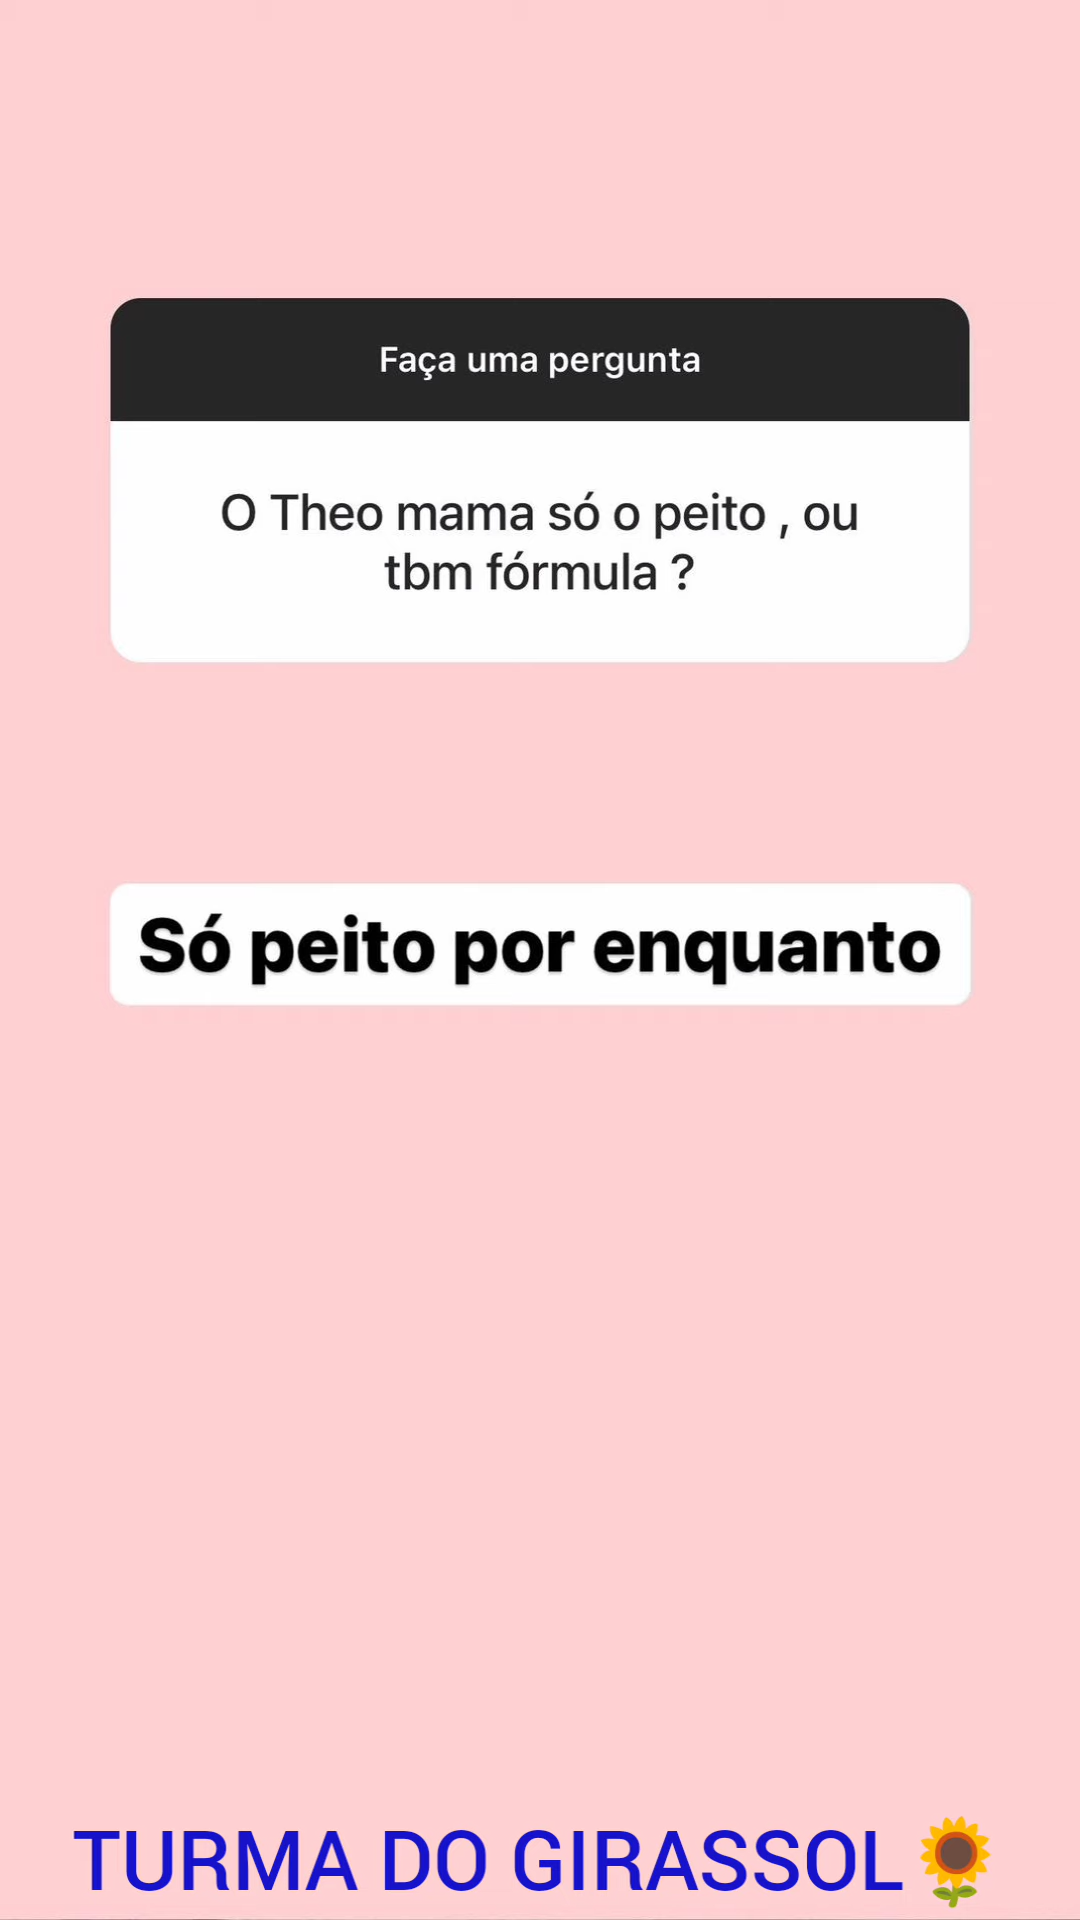 Faça uma pergunta
O Theo mama só o peito , ou
tbm fórmula ?
Só peito por enquanto
TURMA DO GIRASSOL🌻